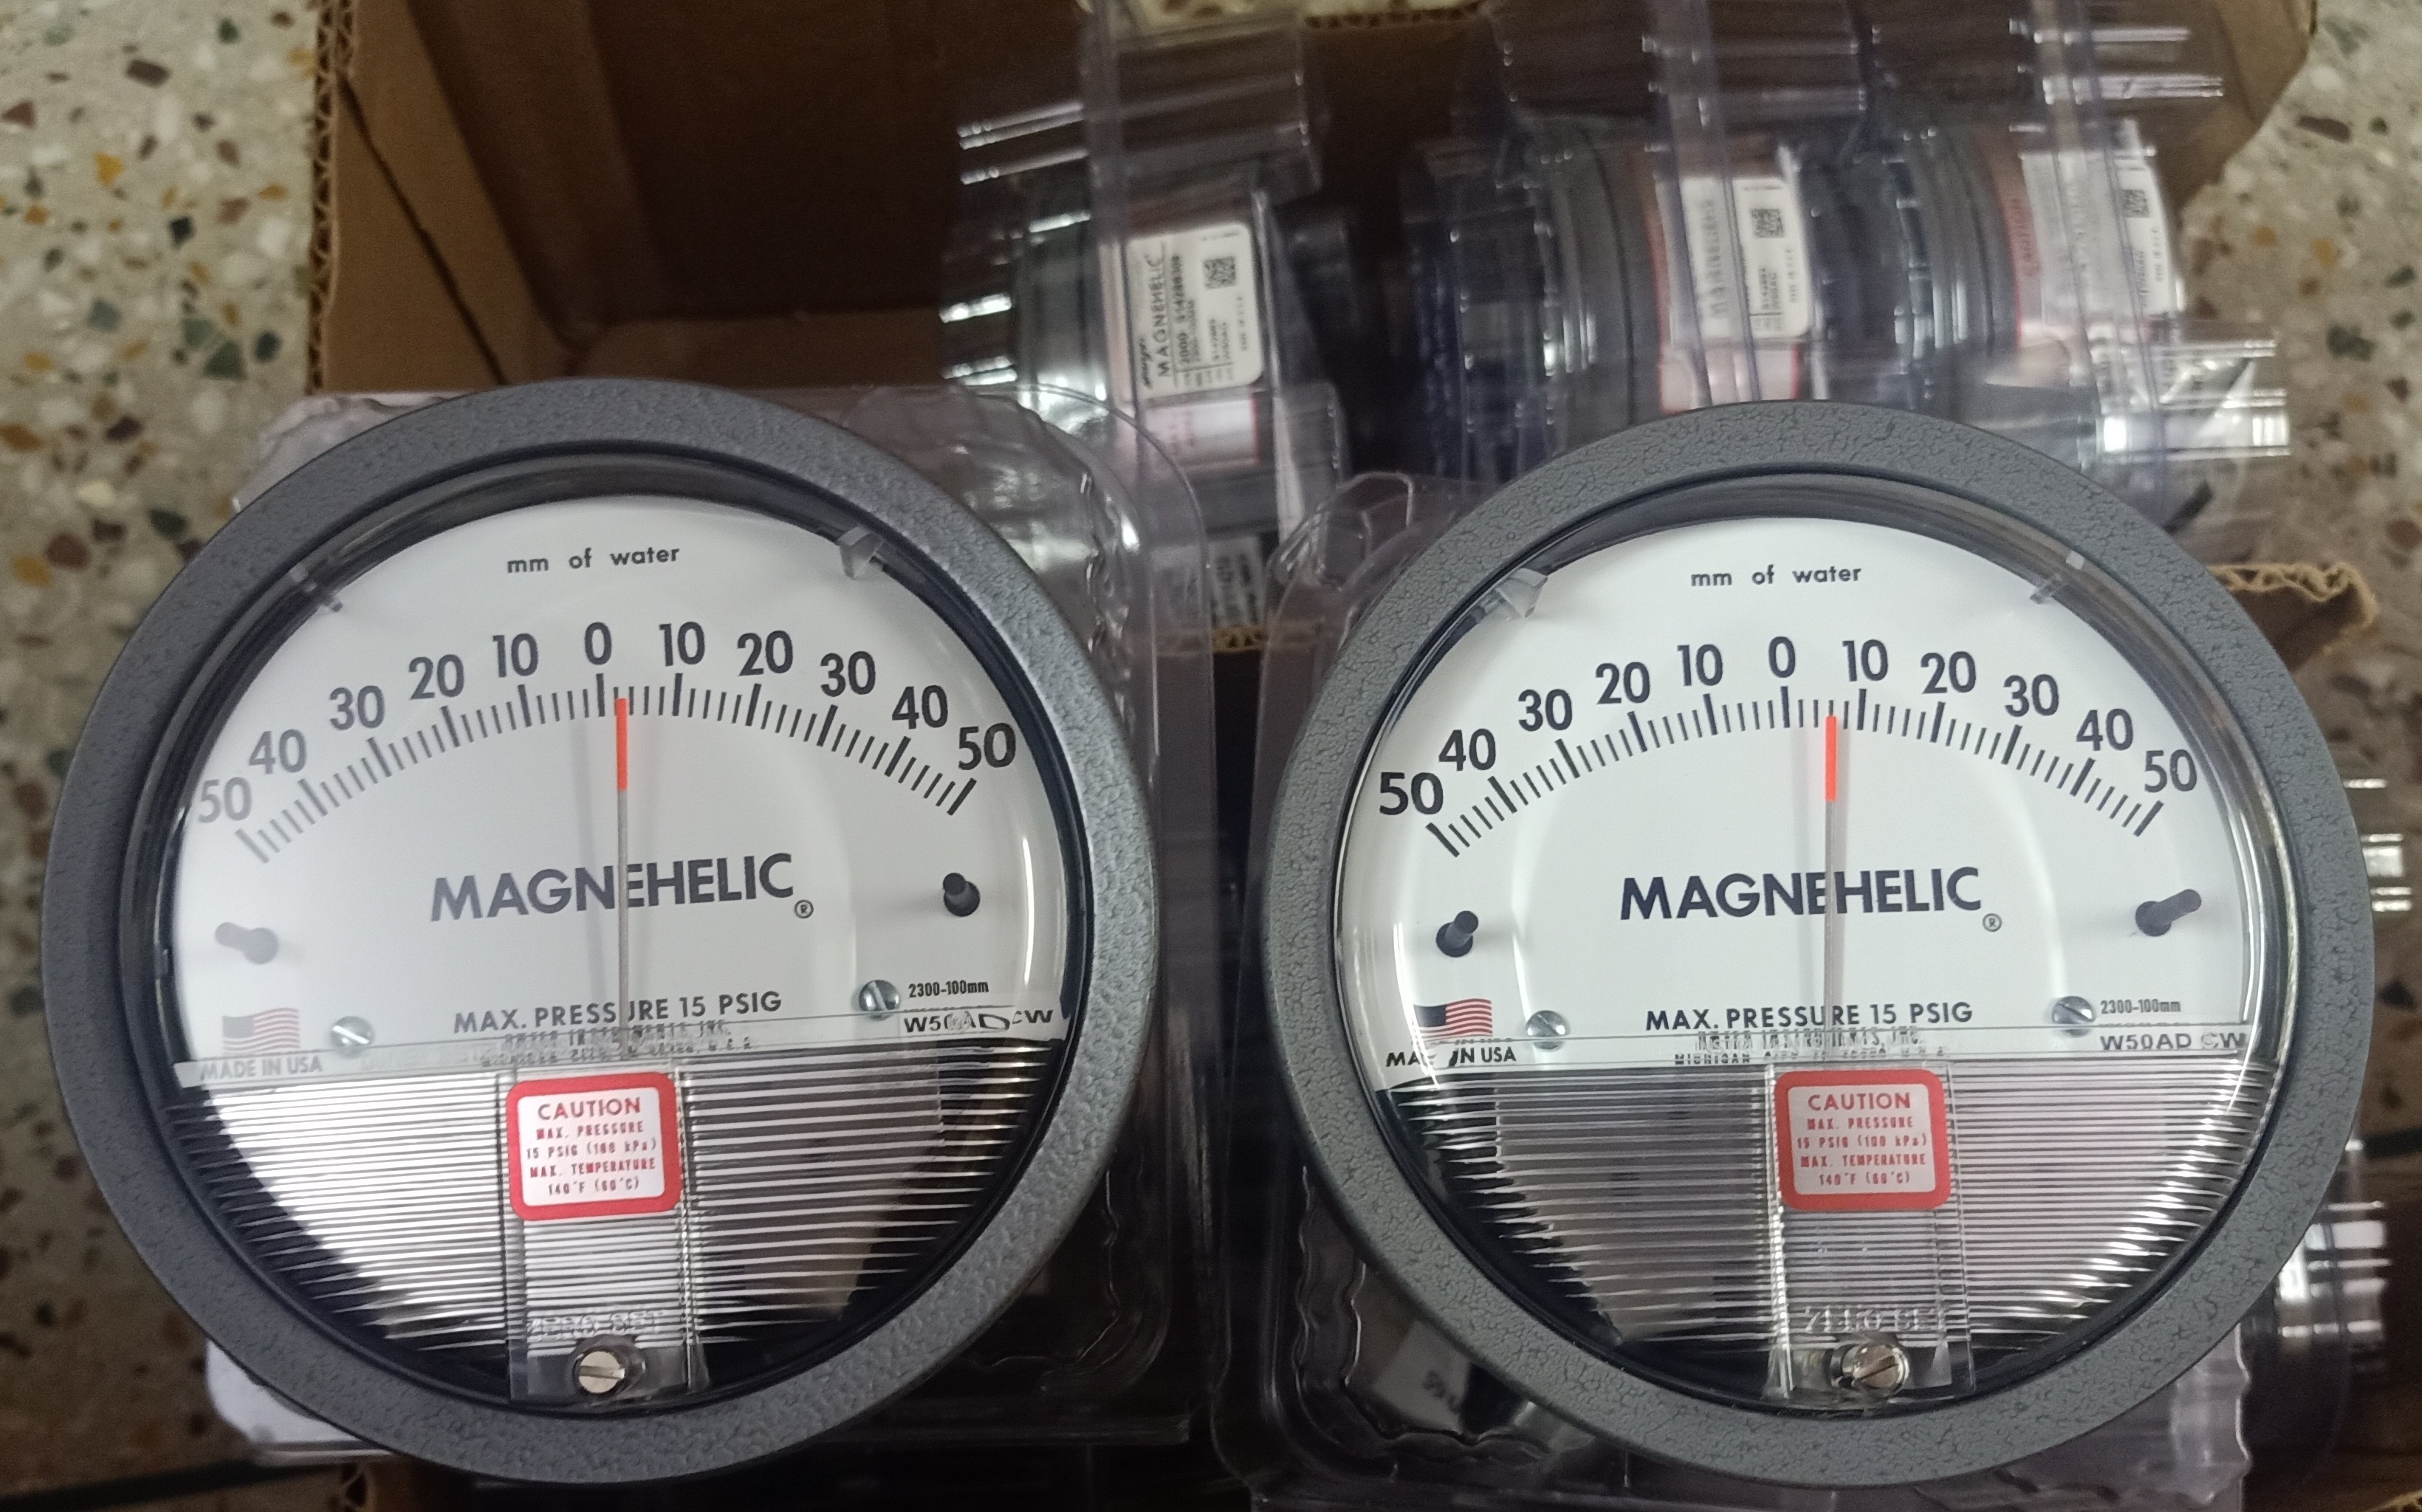 MAGNEHELIC
mm of water
50 40 30 20 10 0 10 20 30 40 50
MAGNEHELIC®
MAX. PRESSURE 15 PSIG
2300-100mm
MADE IN USA
CAUTION
MAX. PRESSURE
15 PSIG (100 kPa)
MAX. TEMPERATURE
140°F (60°C)
mm of water
50 40 30 20 10 0 10 20 30 40 50
MAGNEHELIC®
MAX. PRESSURE 15 PSIG
2300-100mm
IN USA
W50AD CW
CAUTION
MAX. PRESSURE
15 PSIG (100 kPa)
MAX. TEMPERATURE
140°F (60°C)
ZERO SET